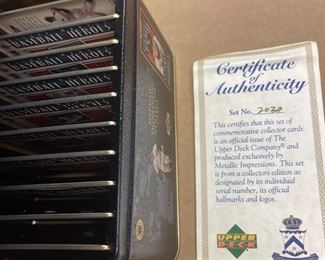 BASEBALL HEROES
BASEBALL HEROES
BASEBALL HEROES
Certificate
of
Authenticity
Set No. 2030
This certifies that this set of
commemorative collector cards
is an official issue of The
Upper Deck Company® and
produced exclusively by
Metallic Impressions. This set
is from a collectors edition as
designated by its individual
serial number, its official
hallmarks and logos.
UPPER
DECK